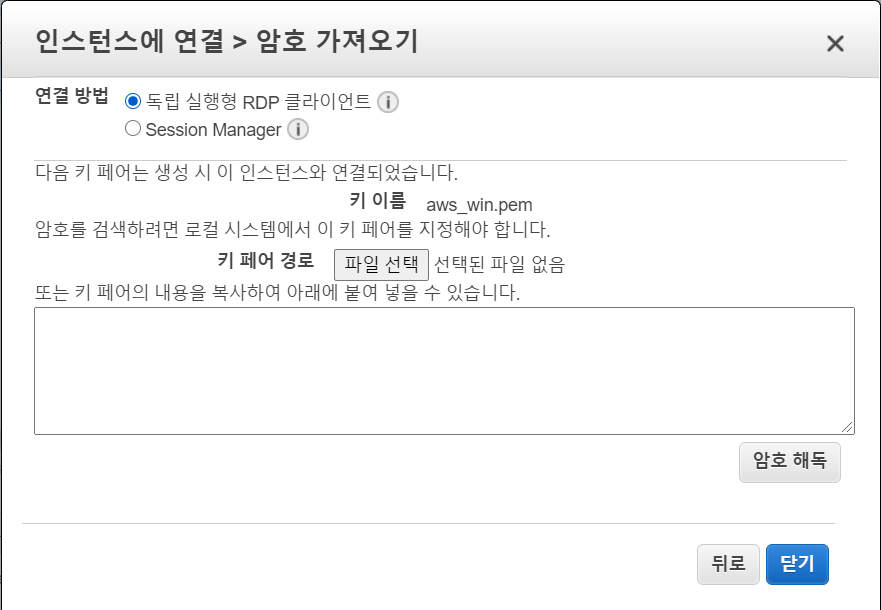 인스턴스에 연결 > 암호 가져오기
연결 방법 독립 실행형 RDP 클라이언트
Session Manager
다음 키 페어는 생성 시 이 인스턴스와 연결되었습니다.
키 이름 aws_win.pem
암호를 검색하려면 로컬 시스템에서 이 키 페어를 지정해야 합니다.
키 페어 경로 파일 선택 선택된 파일 없음
또는 키 페어의 내용을 복사하여 아래에 붙여 넣을 수 있습니다.
암호 해독
뒤로 닫기